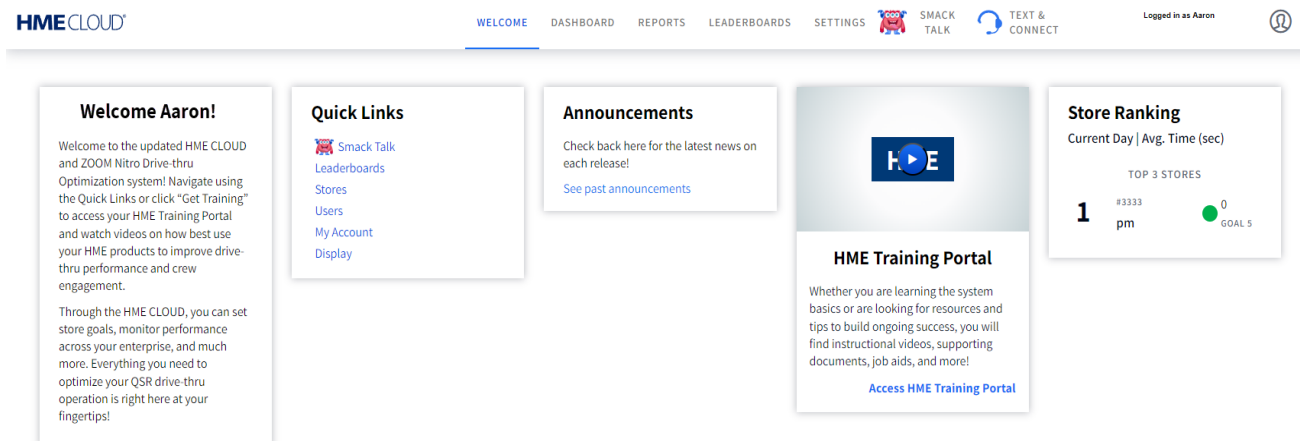 HME CLOUD
WELCOME
DASHBOARD
REPORTS
LEADERBOARDS
SETTINGS
SMACK
TALK
TEXT &
CONNECT
Logged in as Aaron
Welcome Aaron!
Welcome to the updated HME CLOUD
and ZOOM Nitro Drive-thru
Optimization system! Navigate using
the Quick Links or click “Get Training”
to access your HME Training Portal
and watch videos on how best use
your HME products to improve drive-
thru performance and crew
engagement.
Through the HME CLOUD, you can set
store goals, monitor performance
across your enterprise, and much
more. Everything you need to
optimize your QSR drive-thru
operation is right here at your
fingertips!
Quick Links
Smack Talk
Leaderboards
Stores
Users
My Account
Display
Announcements
Check back here for the latest news on
each release!
See past announcements
HME
HME Training Portal
Whether you are learning the system
basics or are looking for resources and
tips to build ongoing success, you will
find instructional videos, supporting
documents, job aids, and more!
Access HME Training Portal
Store Ranking
Current Day | Avg. Time (sec)
TOP 3 STORES
1
#3333
pm
0
GOAL 5